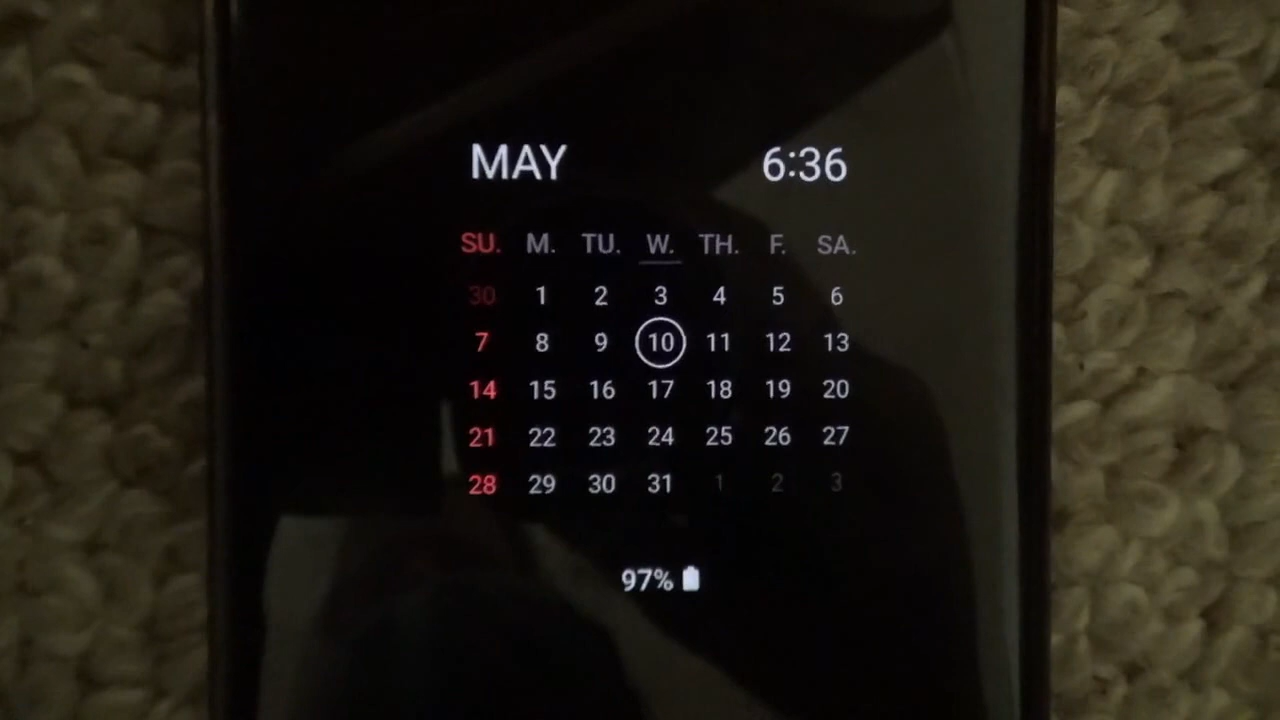 MAY 6:36
SU. M. TU. W. TH. F. SA.
30 1 2 3 4 5 6
7 8 9 10 11 12 13
14 15 16 17 18 19 20
21 22 23 24 25 26 27
28 29 30 31 1 2 3
97%